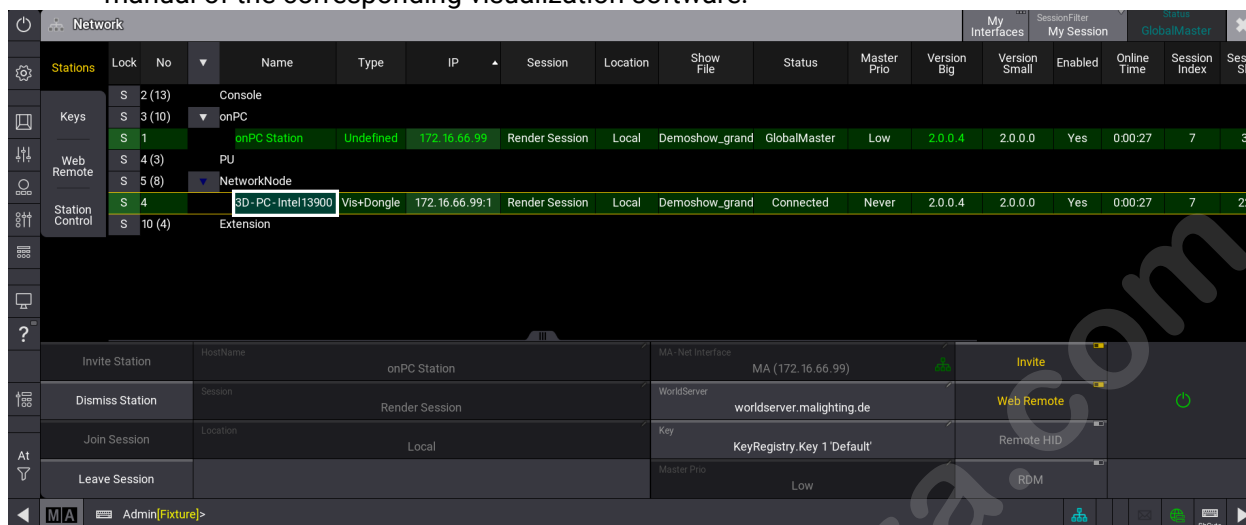 manual of the corresponding visualization software.
Network
My Interfaces
SessionFilter
My Session
Status
GlobalMaster
Stations
Lock No Name Type IP Session Location Show File Status Master Prio Version Big Version Small Enabled Online Time Session Index
S 2 (13) Console
Keys
S 3 (10) onPC
S 1 onPC Station Undefined 172.16.66.99 Render Session Local Demoshow_grand GlobalMaster Low 2.0.0.4 2.0.0.0 Yes 0:00:27 7 3
Web Remote
S 4 (3) PU
S 5 (8) NetworkNode
S 4 3D-PC-Intel13900 Vis+Dongle 172.16.66.99:1 Render Session Local Demoshow_grand Connected Never 2.0.0.4 2.0.0.0 Yes 0:00:27 7
Station Control
S 10 (4) Extension
?
Invite Station
HostName
onPC Station
MA-Net Interface
MA (172.16.66.99)
Invite
Dismiss Station
Session
Render Session
WorldServer
worldserver.malighting.de
Web Remote
Join Session
Location
Local
Key
KeyRegistry.Key 1 'Default'
Remote HID
At
Leave Session
Master Prio
Low
RDM
MA Admin[Fixture]>
a.com